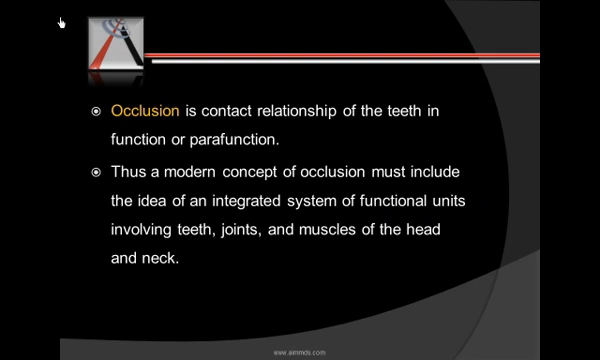 Occlusion is contact relationship of the teeth in
function or parafunction.
Thus a modern concept of occlusion must include
the idea of an integrated system of functional units
involving teeth, joints, and muscles of the head
and neck.
www.aimmds.com